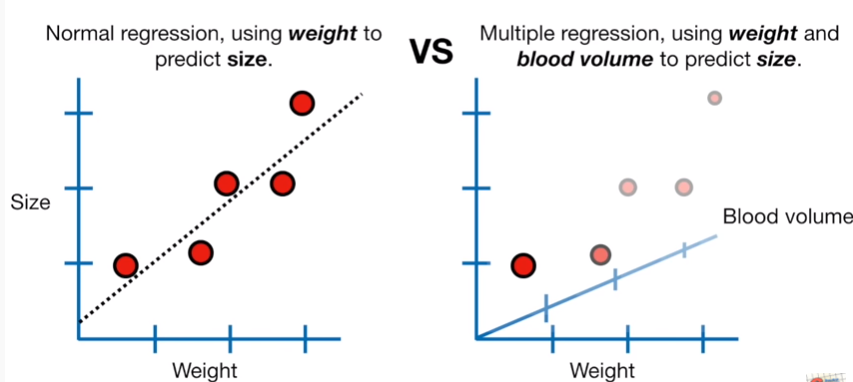 Normal regression, using weight to
predict size.
VS
Multiple regression, using weight and
blood volume to predict size.
Size
Weight
Blood volume
Weight